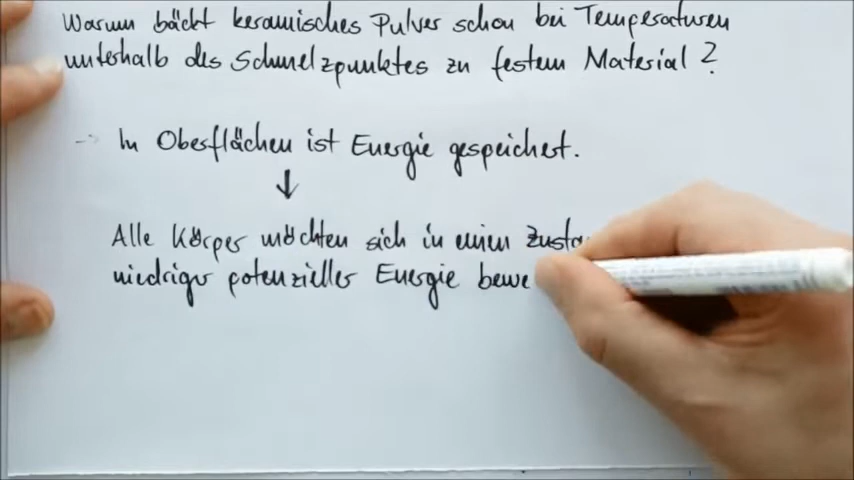 Warum bäckt keramisches Pulver schon bei Temperaturen
unterhalb des Schmelzpunktes zu festem Material?
In Oberflächen ist Energie gespeichert.
↓
Alle Körper möchten sich in einen Zusta
niedriger potenzieller Energie bewe